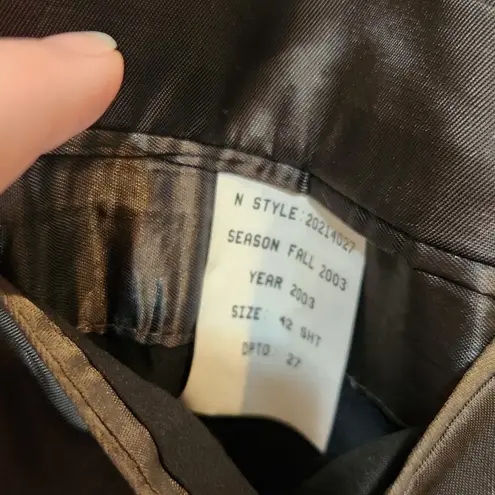 N STYLE:20214027
SEASON FALL 2003
YEAR 2003
SIZE: 42 SHT
DPTO: 27